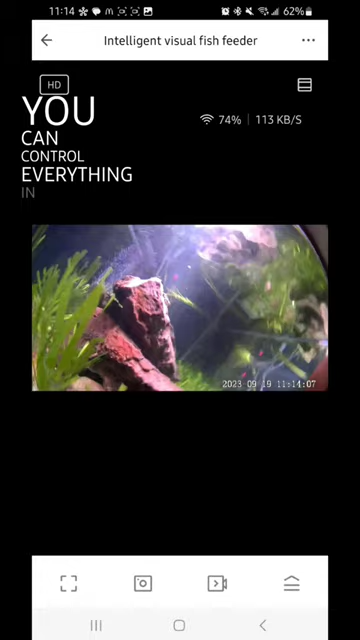 11:14
62%
Intelligent visual fish feeder
HD
YOU
CAN
CONTROL
EVERYTHING
IN
74% | 113 KB/S
2023-09-19 11:14:07